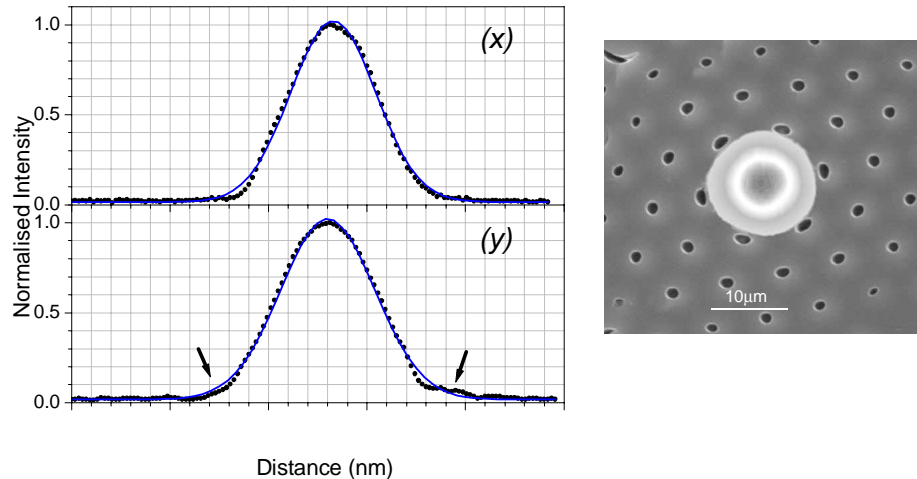 1.0
(x)
0.5
0.0
1.0
(y)
0.5
0.0
Normalised Intensity
Distance (nm)
10μm